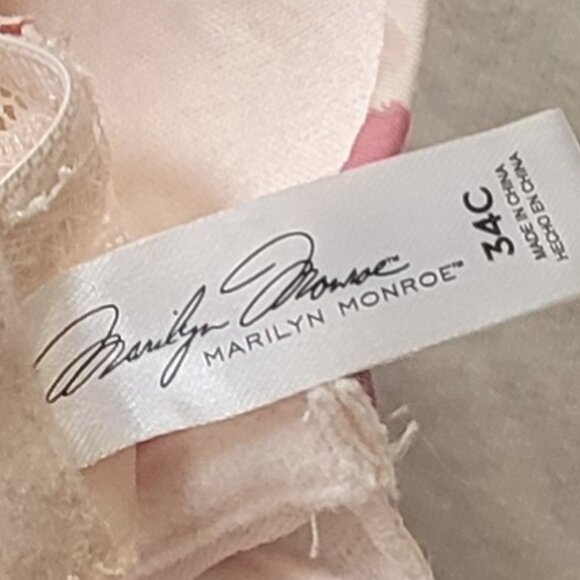 Marilyn Monroe™
MARILYN MONROE™
34C
MADE IN CHINA
HECHO EN CHINA